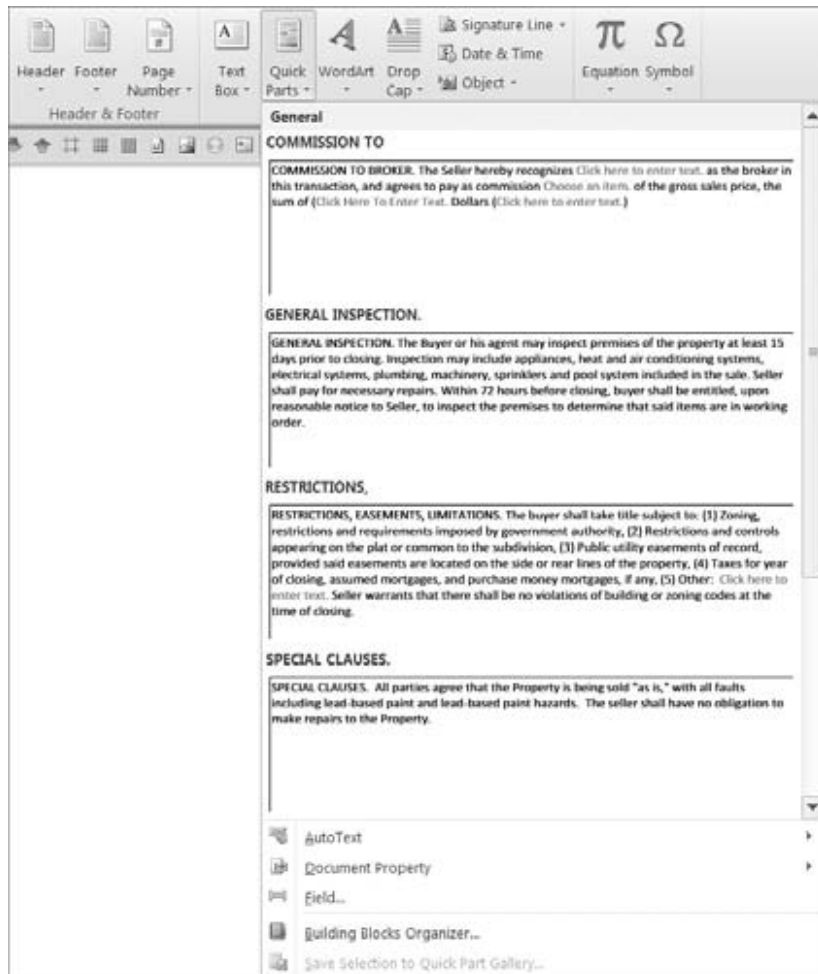 Header Footer Page Number Text Box Quick Parts WordArt Drop Cap
Signature Line
Date & Time
Object
Equation Symbol
Header & Footer
General
COMMISSION TO
COMMISSION TO BROKER. The Seller hereby recognizes Click here to enter text. as the broker in
this transaction, and agrees to pay as commission Choose an item. of the gross sales price, the
sum of (Click Here To Enter Text. Dollars (Click here to enter text.)
GENERAL INSPECTION.
GENERAL INSPECTION. The Buyer or his agent may inspect premises of the property at least 15
days prior to closing. Inspection may include appliances, heat and air conditioning systems,
electrical systems, plumbing, machinery, sprinklers and pool system included in the sale. Seller
shall pay for necessary repairs. Within 72 hours before closing, buyer shall be entitled, upon
reasonable notice to Seller, to inspect the premises to determine that said items are in working
order.
RESTRICTIONS,
RESTRICTIONS, EASEMENTS, LIMITATIONS. The buyer shall take title subject to: (1) Zoning,
restrictions and requirements imposed by government authority, (2) Restrictions and controls
appearing on the plat or common to the subdivision, (3) Public utility easements of record,
provided said easements are located on the side or rear lines of the property, (4) Taxes for year
of closing, assumed mortgages, and purchase money mortgages, if any, (5) Other: Click here to
enter text. Seller warrants that there shall be no violations of building or zoning codes at the
time of closing.
SPECIAL CLAUSES.
SPECIAL CLAUSES. All parties agree that the Property is being sold "as is," with all faults
including lead-based paint and lead-based paint hazards. The seller shall have no obligation to
make repairs to the Property.
AutoText
Document Property
Field...
Building Blocks Organizer...
Save Selection to Quick Part Gallery...